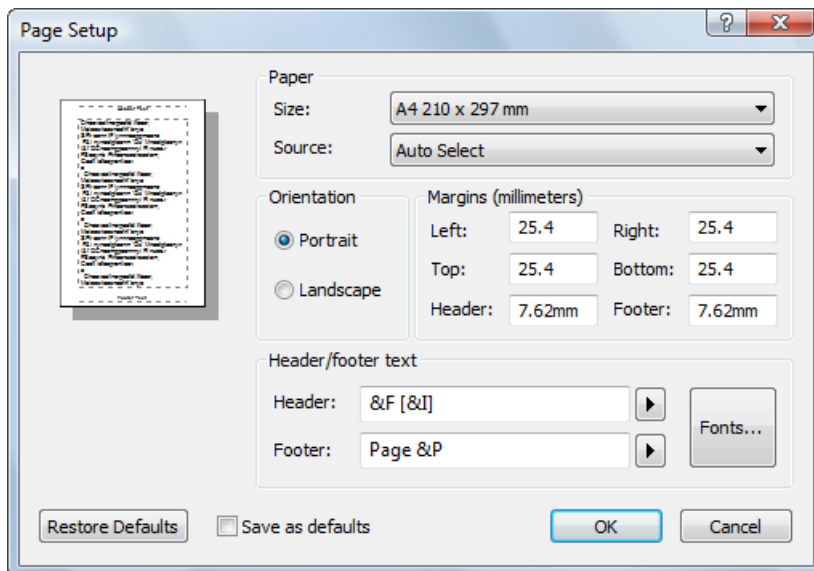 Page Setup
Paper
Size: A4 210 x 297 mm
Source: Auto Select
Orientation
Portrait
Landscape
Margins (millimeters)
Left: 25.4 Right: 25.4
Top: 25.4 Bottom: 25.4
Header: 7.62mm Footer: 7.62mm
Header/footer text
Header: &F [&I]
Footer: Page &P
Fonts...
Restore Defaults Save as defaults OK Cancel